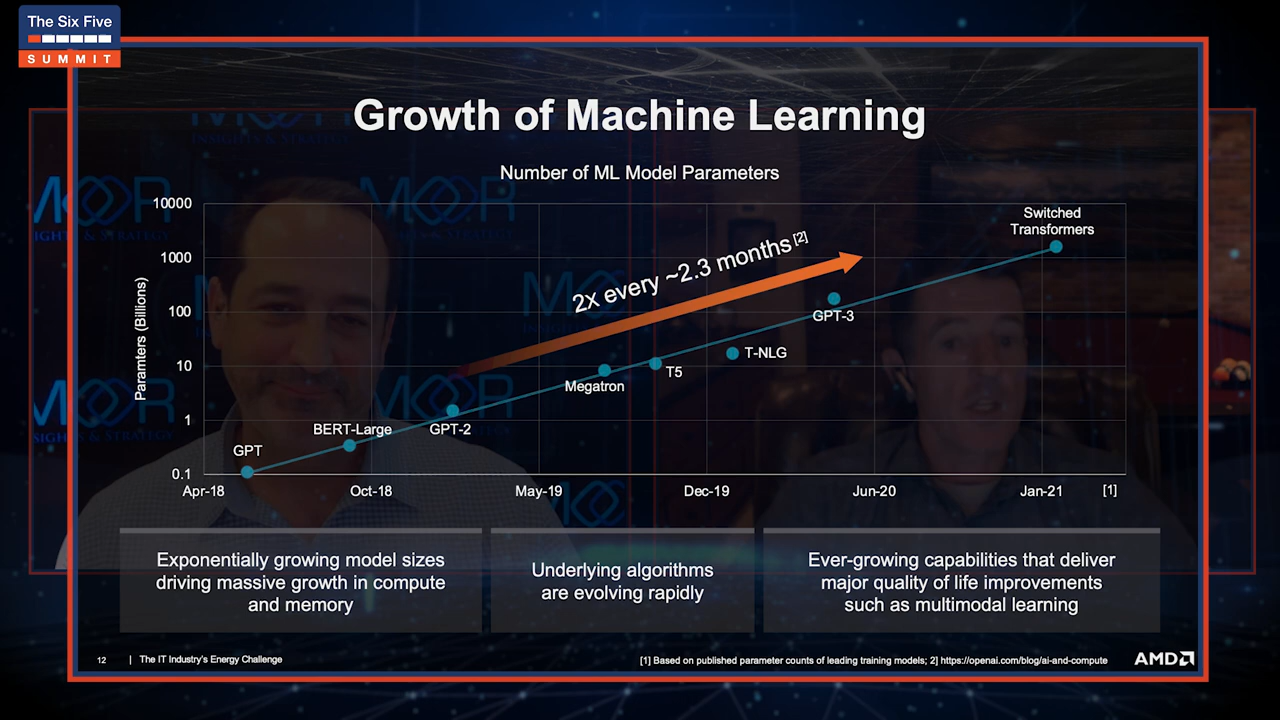 The Six Five
SUMMIT
Growth of Machine Learning
Number of ML Model Parameters
Paramters (Billions)
10000
1000
100
10
1
0.1
Apr-18
Oct-18
May-19
Dec-19
Jun-20
Jan-21
[1]
2x every ~2.3 months[2]
GPT
BERT-Large
GPT-2
Megatron
T5
T-NLG
GPT-3
Switched
Transformers
Exponentially growing model sizes
driving massive growth in compute
and memory
Underlying algorithms
are evolving rapidly
Ever-growing capabilities that deliver
major quality of life improvements
such as multimodal learning
12 | The IT Industry's Energy Challenge
[1] Based on published parameter counts of leading training models; 2] https://openai.com/blog/ai-and-compute
AMD
MOOR
INSIGHTS & STRATEGY